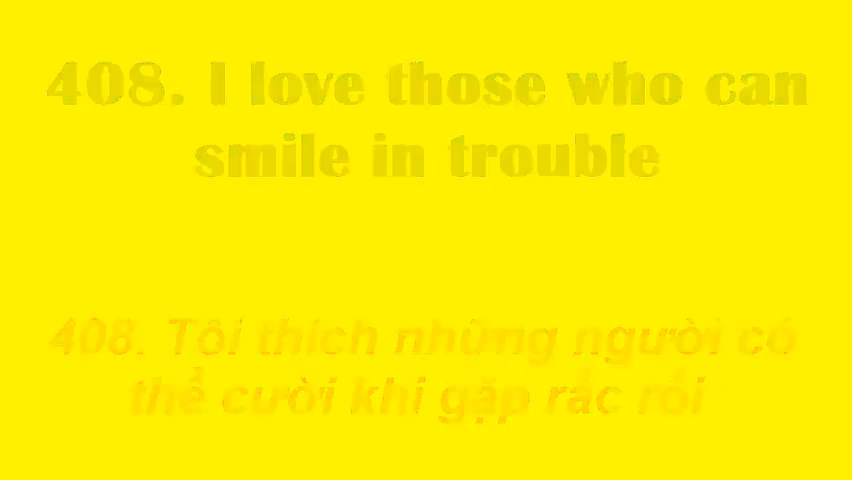 408. I love those who can
smile in trouble
408. Tôi thích những người có
thể cười khi gặp rắc rối